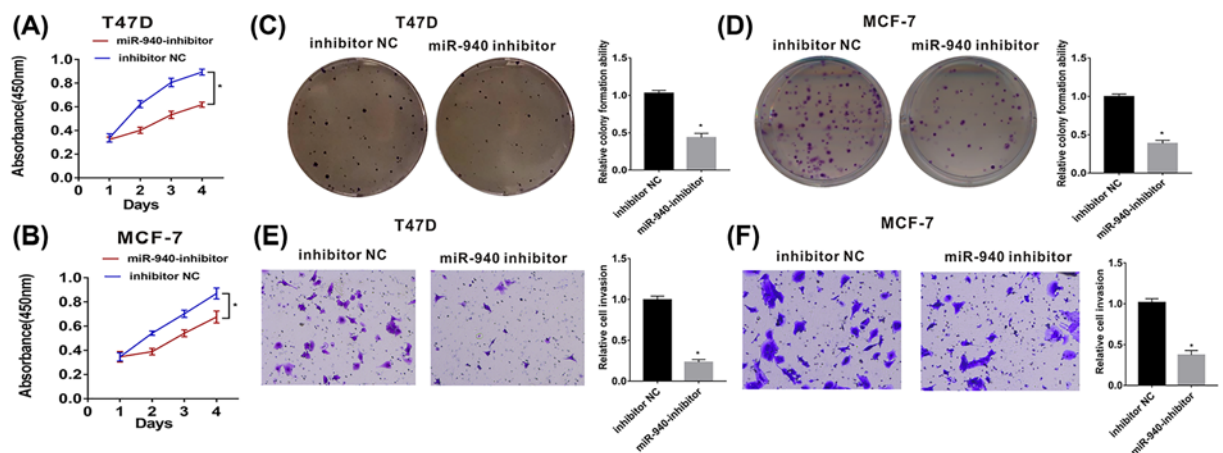 (A)
T47D
miR-940-inhibitor
inhibitor NC
Absorbance(450nm)
1.0
0.8
0.6
0.4
0.2
0.0
*
0 1 2 3 4
Days
(B)
MCF-7
miR-940-inhibitor
inhibitor NC
Absorbance(450nm)
1.0
0.8
0.6
0.4
0.2
0.0
*
0 1 2 3 4
Days
(C)
T47D
inhibitor NC
miR-940 inhibitor
Relative colony formation ability
1.5
1.0
0.5
0.0
*
inhibitor NC
miR-940-inhibitor
(D)
MCF-7
inhibitor NC
miR-940 inhibitor
Relative colony formation ability
1.5
1.0
0.5
0.0
*
inhibitor NC
miR-940-inhibitor
(E)
T47D
inhibitor NC
miR-940 inhibitor
Relative cell invasion
1.5
1.0
0.5
0.0
*
inhibitor NC
miR-940-inhibitor
(F)
MCF-7
inhibitor NC
miR-940 inhibitor
Relative cell invasion
1.5
1.0
0.5
0.0
*
inhibitor NC
miR-940-inhibitor